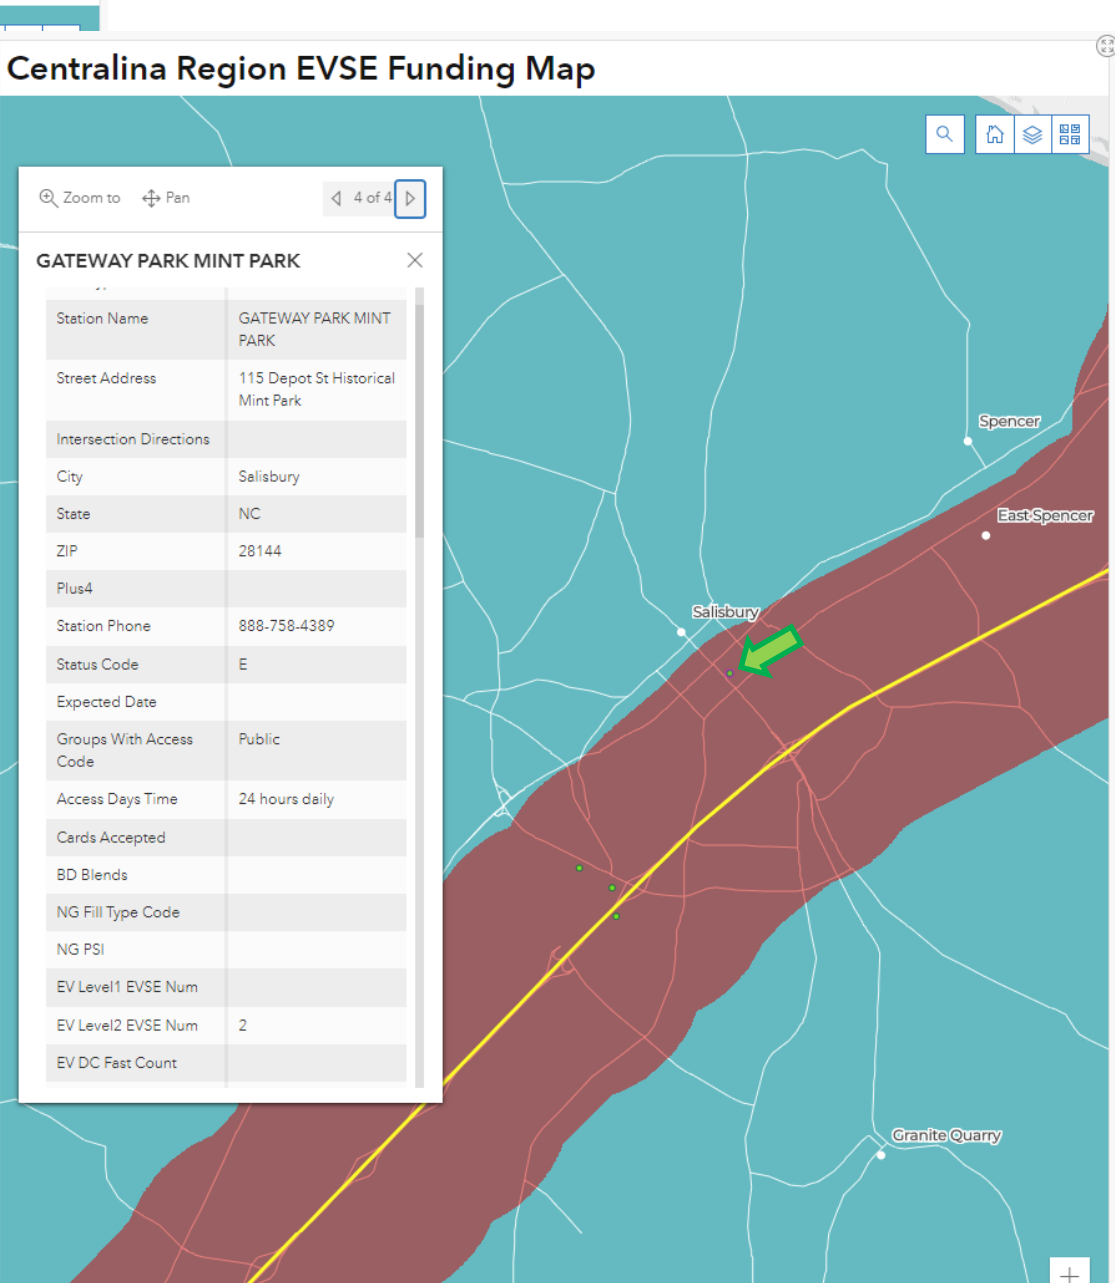 Centralina Region EVSE Funding Map
Zoom to
Pan
4 of 4
GATEWAY PARK MINT PARK
Station Name
GATEWAY PARK MINT
PARK
Street Address
115 Depot St Historical
Mint Park
Intersection Directions
City
Salisbury
State
NC
ZIP
28144
Plus4
Station Phone
888-758-4389
Status Code
E
Expected Date
Groups With Access
Code
Public
Access Days Time
24 hours daily
Cards Accepted
BD Blends
NG Fill Type Code
NG PSI
EV Level1 EVSE Num
EV Level2 EVSE Num
2
EV DC Fast Count
Spencer
East Spencer
Salisbury
Granite Quarry